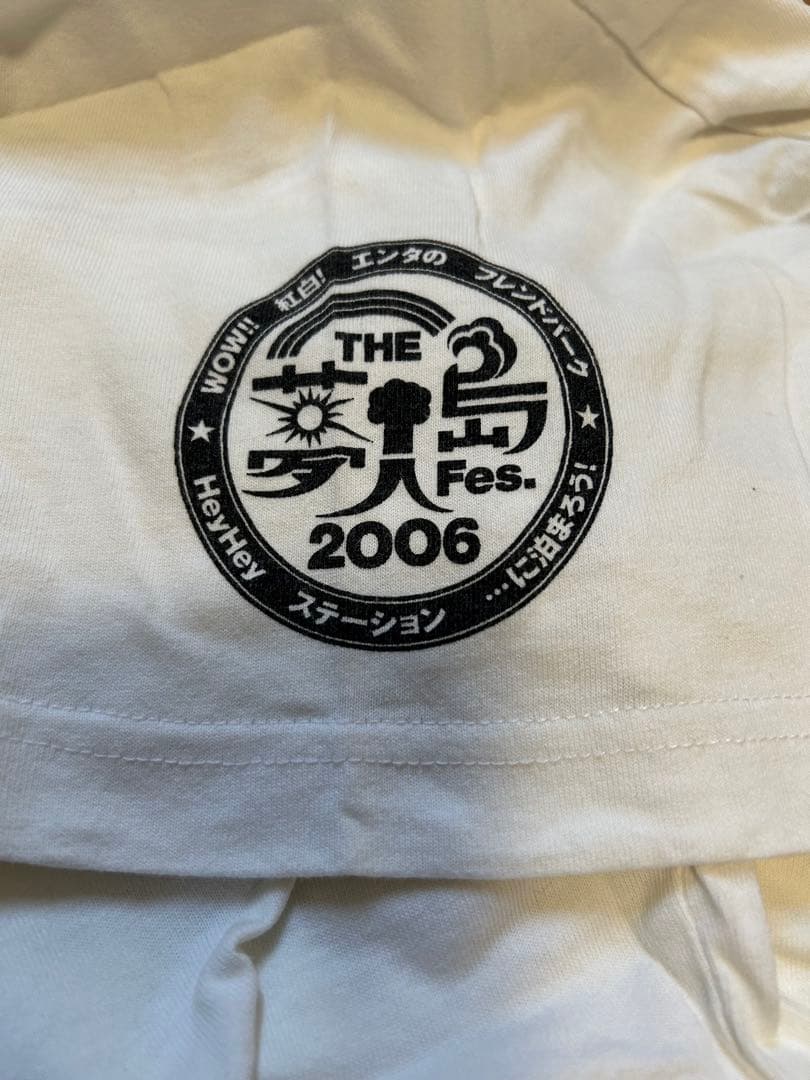 WOW!! 紅白! エンタの フレンドパーク
HeyHey ステーション …に泊まろう!
THE
夢人島
Fes.
2006